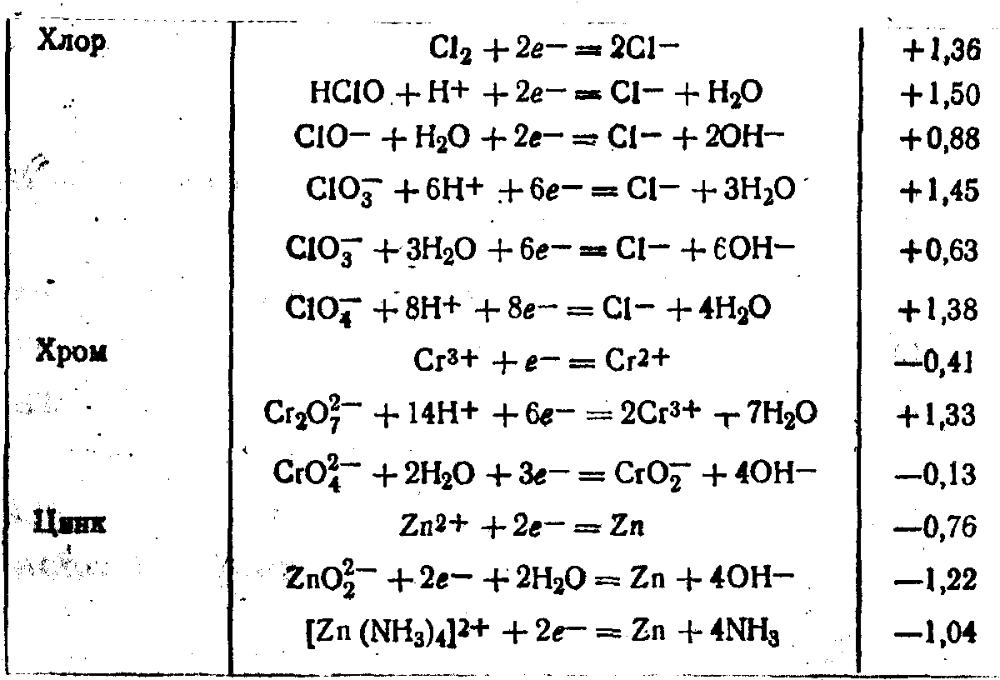 Хлор Cl₂ + 2e⁻ = 2Cl⁻ +1,36
HClO + H⁺ + 2e⁻ = Cl⁻ + H₂O +1,50
ClO⁻ + H₂O + 2e⁻ = Cl⁻ + 2OH⁻ +0,88
ClO₃⁻ + 6H⁺ + 6e⁻ = Cl⁻ + 3H₂O +1,45
ClO₃⁻ + 3H₂O + 6e⁻ = Cl⁻ + 6OH⁻ +0,63
ClO₄⁻ + 8H⁺ + 8e⁻ = Cl⁻ + 4H₂O +1,38
Хром Cr³⁺ + e⁻ = Cr²⁺ −0,41
Cr₂O₇²⁻ + 14H⁺ + 6e⁻ = 2Cr³⁺ + 7H₂O +1,33
CrO₄²⁻ + 2H₂O + 3e⁻ = CrO₂⁻ + 4OH⁻ −0,13
Цинк Zn²⁺ + 2e⁻ = Zn −0,76
ZnO₂²⁻ + 2e⁻ + 2H₂O = Zn + 4OH⁻ −1,22
[Zn (NH₃)₄]²⁺ + 2e⁻ = Zn + 4NH₃ −1,04